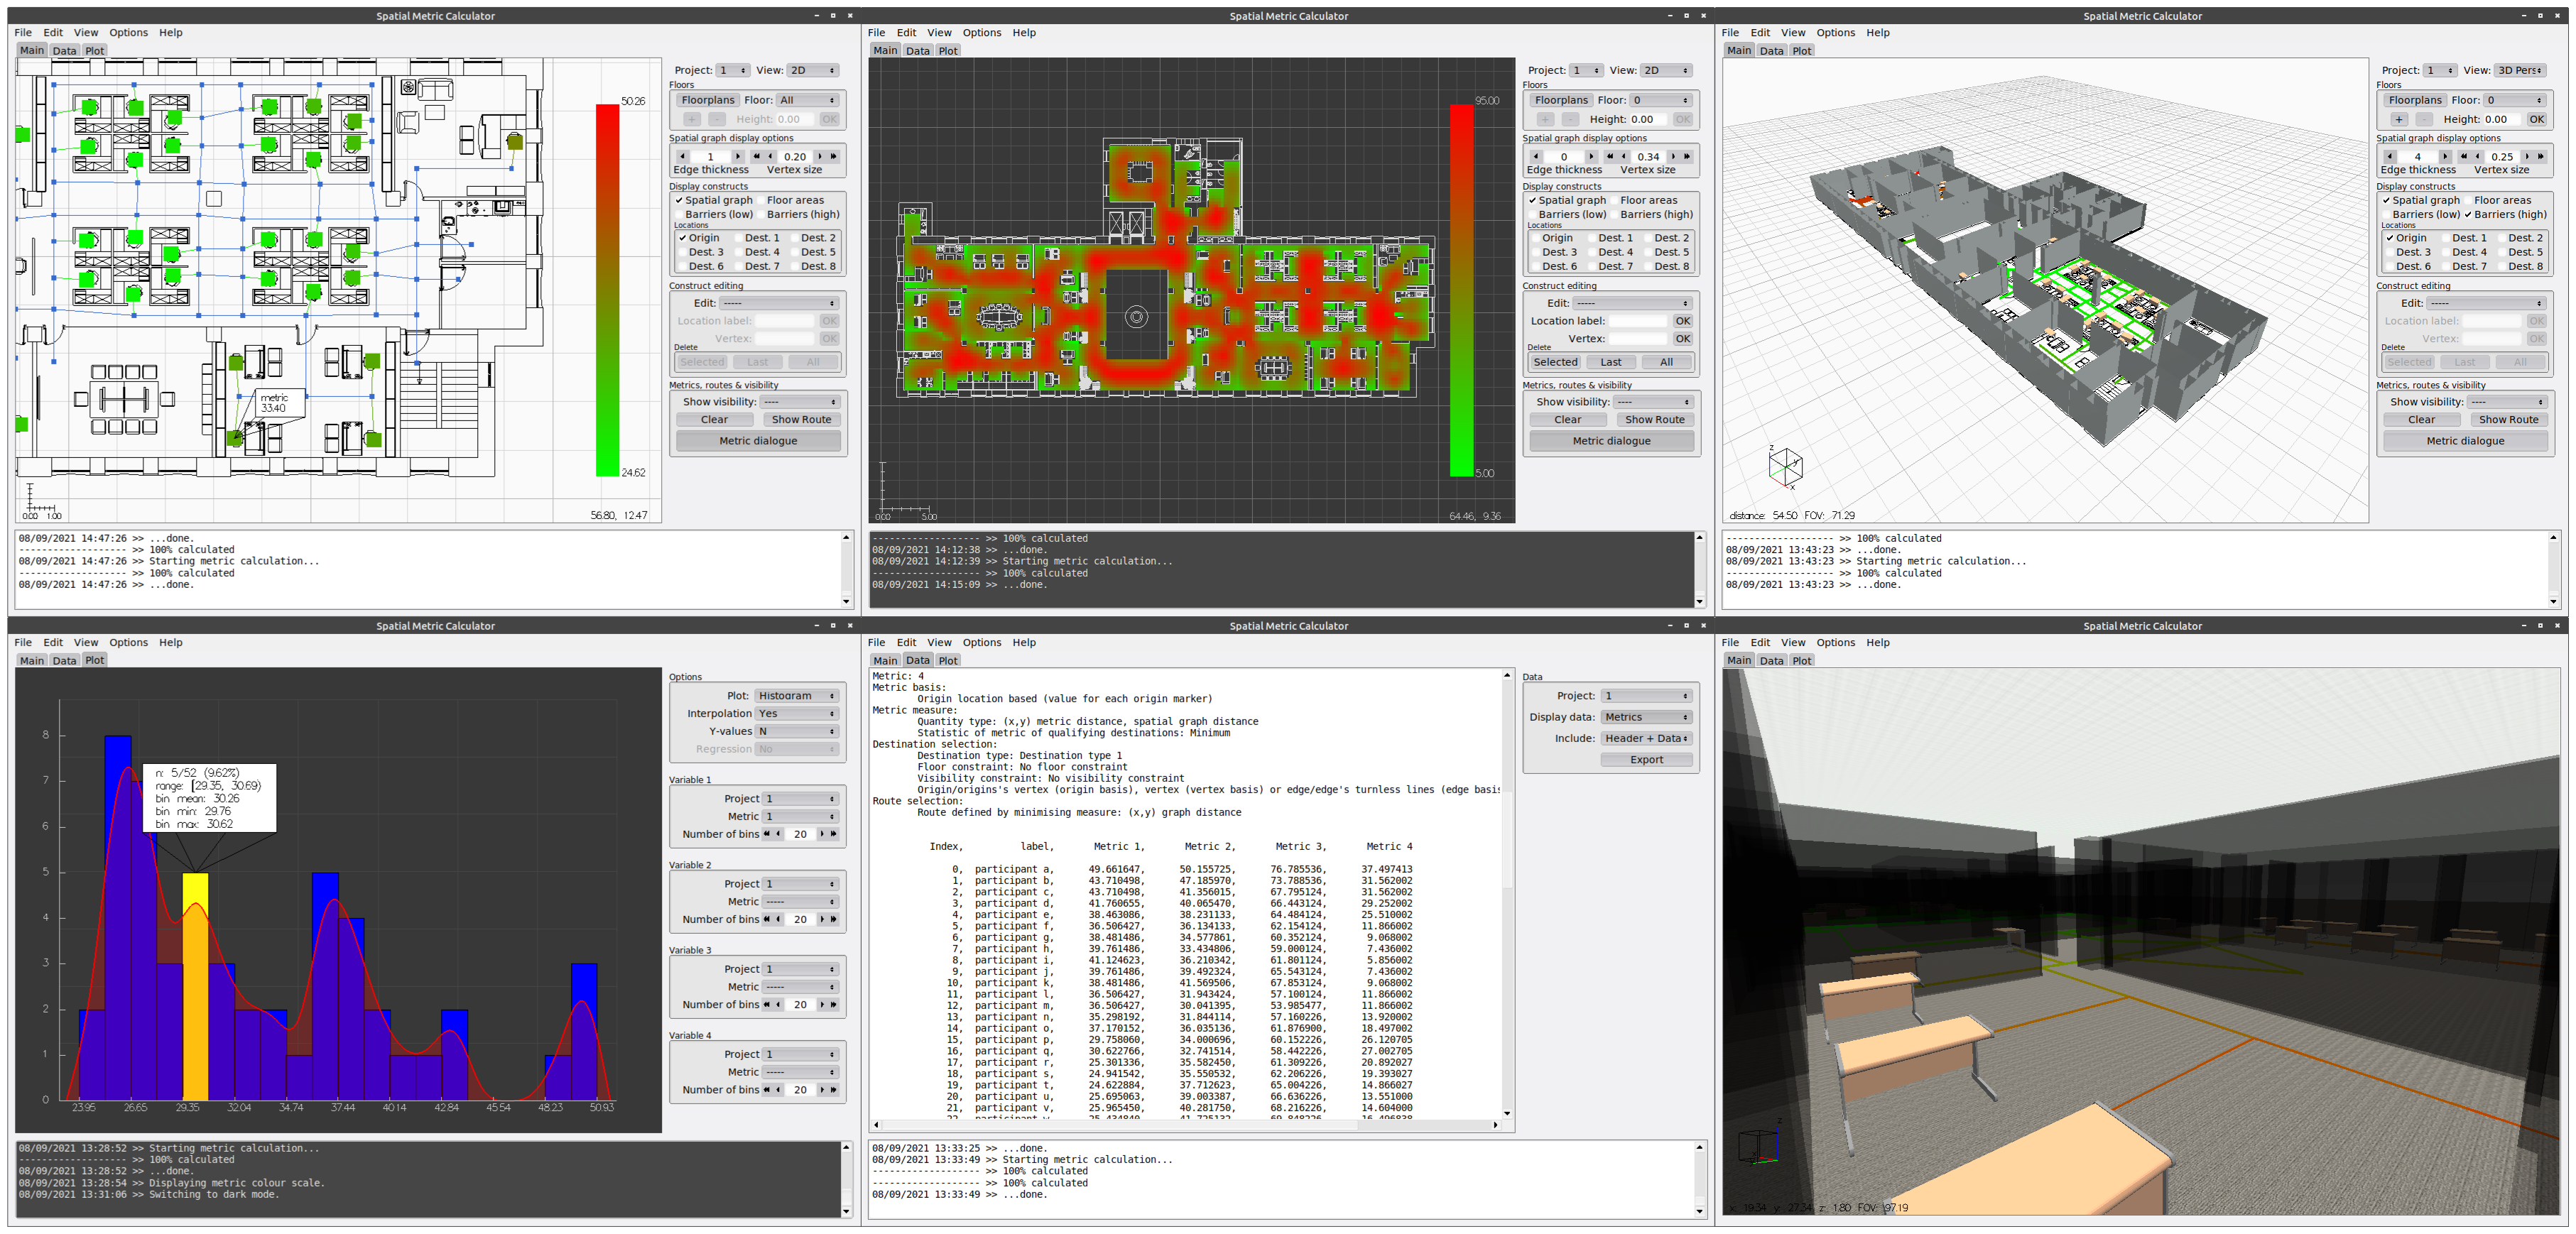 Spatial Metric Calculator
File Edit View Options Help
Main Data Plot
50.26
metric
33.40
24.62
0.00 1.00
56.80, 12.47
Project: 1 View: 2D
Floors
Floorplans Floor: All
+ - Height: 0.00 OK
Spatial graph display options
1 0.20
Edge thickness Vertex size
Display constructs
Spatial graph Floor areas
Barriers (low) Barriers (high)
Locations
Origin Dest. 1 Dest. 2
Dest. 3 Dest. 4 Dest. 5
Dest. 6 Dest. 7 Dest. 8
Construct editing
Edit: -----
Location label: OK
Vertex: OK
Delete
Selected Last All
Metrics, routes & visibility
Show visibility: ----
Clear Show Route
Metric dialogue
08/09/2021 14:47:26 >> ...done.
------------------- >> 100% calculated
08/09/2021 14:47:26 >> Starting metric calculation...
------------------- >> 100% calculated
08/09/2021 14:47:26 >> ...done.
Spatial Metric Calculator
File Edit View Options Help
Main Data Plot
95.00
5.00
0.00 5.00
64.46, 9.36
Project: 1 View: 2D
Floors
Floorplans Floor: 0
+ - Height: 0.00 OK
Spatial graph display options
0 0.34
Edge thickness Vertex size
Display constructs
Spatial graph Floor areas
Barriers (low) Barriers (high)
Locations
Origin Dest. 1 Dest. 2
Dest. 3 Dest. 4 Dest. 5
Dest. 6 Dest. 7 Dest. 8
Construct editing
Edit: -----
Location label: OK
Vertex: OK
Delete
Selected Last All
Metrics, routes & visibility
Show visibility: ----
Clear Show Route
Metric dialogue
------------------- >> 100% calculated
08/09/2021 14:12:38 >> ...done.
08/09/2021 14:12:39 >> Starting metric calculation...
------------------- >> 100% calculated
08/09/2021 14:15:09 >> ...done.
Spatial Metric Calculator
File Edit View Options Help
Main Data Plot
z
y
x
distance: 54.50 FOV: 71.29
Project: 1 View: 3D Pers
Floors
Floorplans Floor: 0
+ - Height: 0.00 OK
Spatial graph display options
4 0.25
Edge thickness Vertex size
Display constructs
Spatial graph Floor areas
Barriers (low) Barriers (high)
Locations
Origin Dest. 1 Dest. 2
Dest. 3 Dest. 4 Dest. 5
Dest. 6 Dest. 7 Dest. 8
Construct editing
Edit: -----
Location label: OK
Vertex: OK
Delete
Selected Last All
Metrics, routes & visibility
Show visibility: ----
Clear Show Route
Metric dialogue
------------------- >> 100% calculated
08/09/2021 13:43:23 >> ...done.
08/09/2021 13:43:23 >> Starting metric calculation...
------------------- >> 100% calculated
08/09/2021 13:43:23 >> ...done.
Spatial Metric Calculator
File Edit View Options Help
Main Data Plot
8
7
6
5
4
3
2
1
0
n: 5/52 (9.62%)
range: [29.35, 30.69)
bin mean: 30.26
bin min: 29.76
bin max: 30.62
23.95 26.65 29.35 32.04 34.74 37.44 40.14 42.84 45.54 48.23 50.93
Options
Plot: Histogram
Interpolation Yes
Y-values N
Regression No
Variable 1
Project 1
Metric 1
Number of bins 20
Variable 2
Project 1
Metric -----
Number of bins 20
Variable 3
Project 1
Metric -----
Number of bins 20
Variable 4
Project 1
Metric -----
Number of bins 20
08/09/2021 13:28:52 >> Starting metric calculation...
------------------- >> 100% calculated
08/09/2021 13:28:52 >> ...done.
08/09/2021 13:28:54 >> Displaying metric colour scale.
08/09/2021 13:31:06 >> Switching to dark mode.
Spatial Metric Calculator
File Edit View Options Help
Main Data Plot
Metric: 4
Metric basis:
Origin location based (value for each origin marker)
Metric measure:
Quantity type: (x,y) metric distance, spatial graph distance
Statistic of metric of qualifying destinations: Minimum
Destination selection:
Destination type: Destination type 1
Floor constraint: No floor constraint
Visibility constraint: No visibility constraint
Origin/origins's vertex (origin basis), vertex (vertex basis) or edge/edge's turnless lines (edge basis
Route selection:
Route defined by minimising measure: (x,y) graph distance
Index, label, Metric 1, Metric 2, Metric 3, Metric 4
0, participant a, 49.661647, 50.155725, 76.785536, 37.497413
1, participant b, 43.710498, 47.185970, 73.788536, 31.562002
2, participant c, 43.710498, 41.356015, 67.795124, 31.562002
3, participant d, 41.760655, 40.065470, 66.443124, 29.252002
4, participant e, 38.463086, 38.231133, 64.484124, 25.510002
5, participant f, 36.506427, 36.134133, 62.154124, 11.866002
6, participant g, 38.481486, 34.577861, 60.352124, 9.068002
7, participant h, 39.761486, 33.434806, 59.000124, 7.436002
8, participant i, 41.124623, 36.210342, 61.801124, 5.856002
9, participant j, 39.761486, 39.492324, 65.543124, 7.436002
10, participant k, 38.481486, 41.569506, 67.853124, 9.068002
11, participant l, 36.506427, 31.943424, 57.100124, 11.866002
12, participant m, 36.506427, 30.041395, 53.985477, 11.866002
13, participant n, 35.298192, 31.844114, 57.160226, 13.920002
14, participant o, 37.170152, 36.035136, 61.876900, 18.497002
15, participant p, 29.758060, 34.000696, 60.152226, 26.120705
16, participant q, 30.622766, 32.741514, 58.442226, 27.002705
17, participant r, 25.301336, 35.582450, 61.309226, 20.892027
18, participant s, 24.941542, 35.550532, 62.206226, 19.393027
19, participant t, 24.622884, 37.712623, 65.004226, 14.866027
20, participant u, 25.695063, 39.003387, 66.636226, 13.551000
21, participant v, 25.965450, 40.281750, 68.216226, 14.604000
Data
Project: 1
Display data: Metrics
Include: Header + Data
Export
08/09/2021 13:33:25 >> ...done.
08/09/2021 13:33:49 >> Starting metric calculation...
------------------- >> 100% calculated
------------------- >> 100% calculated
08/09/2021 13:33:49 >> ...done.
Spatial Metric Calculator
File Edit View Options Help
Main Data Plot
x: 19.34 y: 27.34 z: 1.80 FOV: 97.19